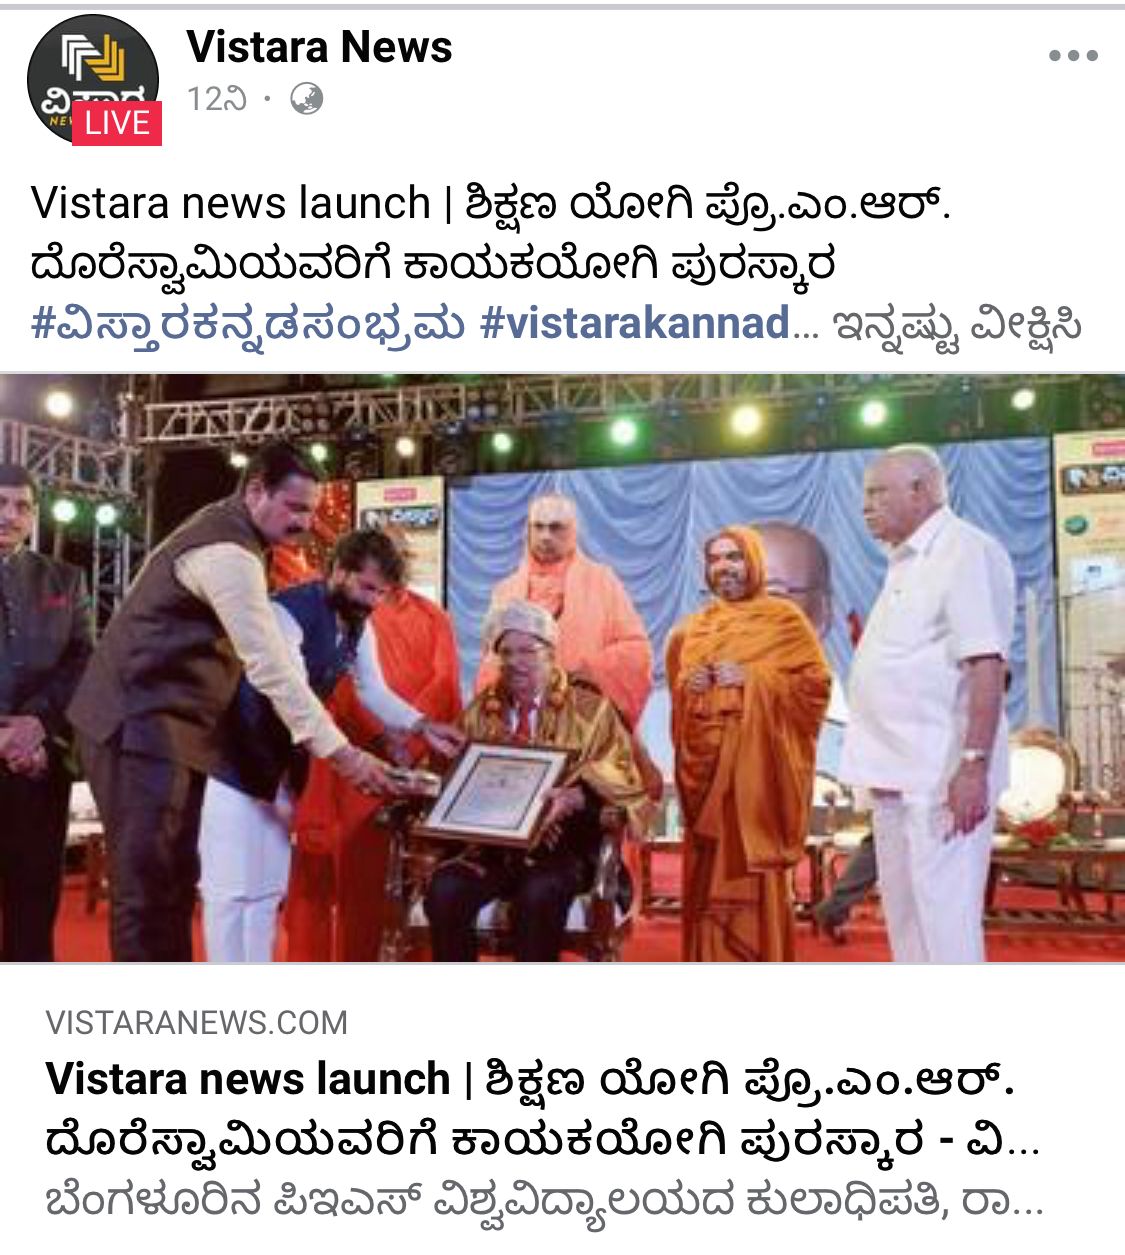 Vistara News
ವಿಸ್ತಾರ
LIVE
12ನಿ ·
Vistara news launch | ಶಿಕ್ಷಣ ಯೋಗಿ ಪ್ರೊ.ಎಂ.ಆರ್.
ದೊರೆಸ್ವಾಮಿಯವರಿಗೆ ಕಾಯಕಯೋಗಿ ಪುರಸ್ಕಾರ
#ವಿಸ್ತಾರಕನ್ನಡಸಂಭ್ರಮ #vistarakannad... ಇನ್ನಷ್ಟು ವೀಕ್ಷಿಸಿ
VISTARANEWS.COM
Vistara news launch | ಶಿಕ್ಷಣ ಯೋಗಿ ಪ್ರೊ.ಎಂ.ಆರ್.
ದೊರೆಸ್ವಾಮಿಯವರಿಗೆ ಕಾಯಕಯೋಗಿ ಪುರಸ್ಕಾರ - ವಿ...
ಬೆಂಗಳೂರಿನ ಪಿಇಎಸ್ ವಿಶ್ವವಿದ್ಯಾಲಯದ ಕುಲಾಧಿಪತಿ, ರಾ...